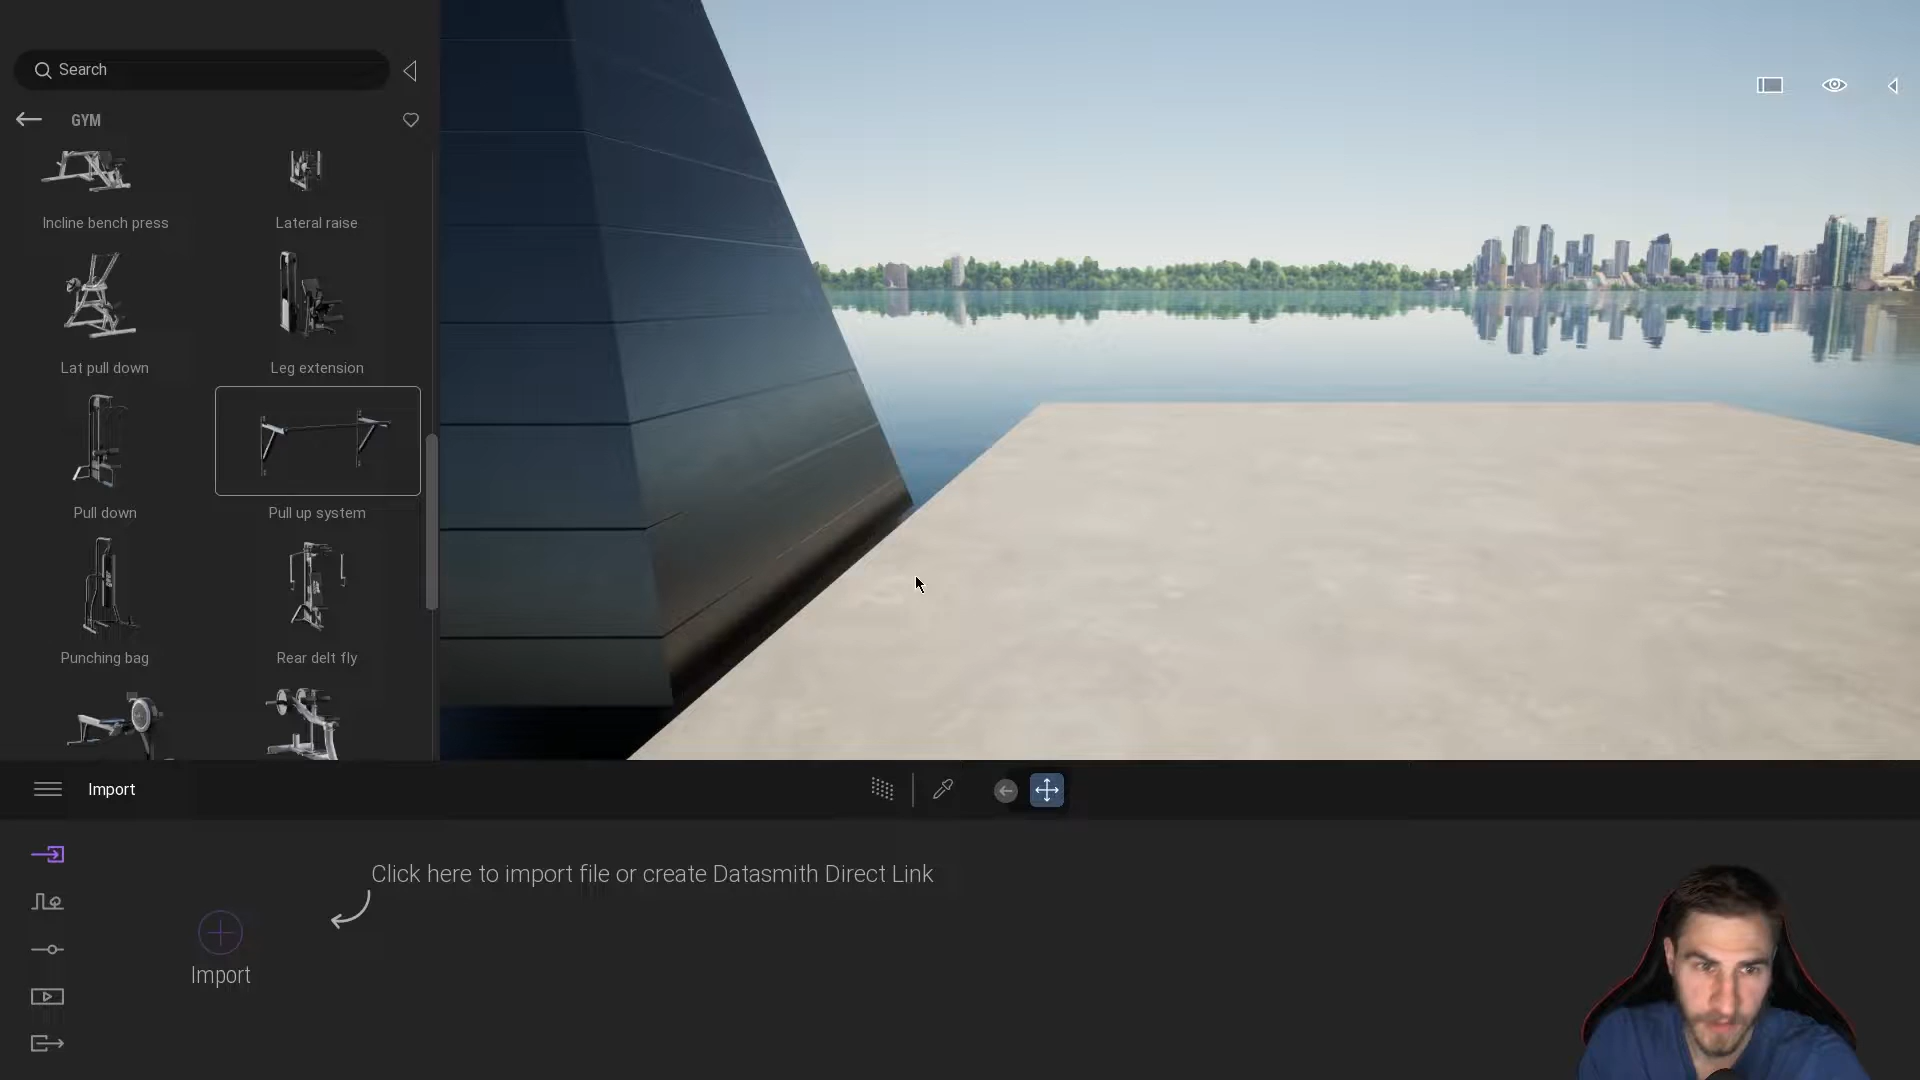 Search
GYM
Incline bench press
Lateral raise
Lat pull down
Leg extension
Pull down
Pull up system
Punching bag
Rear delt fly
Import
Click here to import file or create Datasmith Direct Link
Import